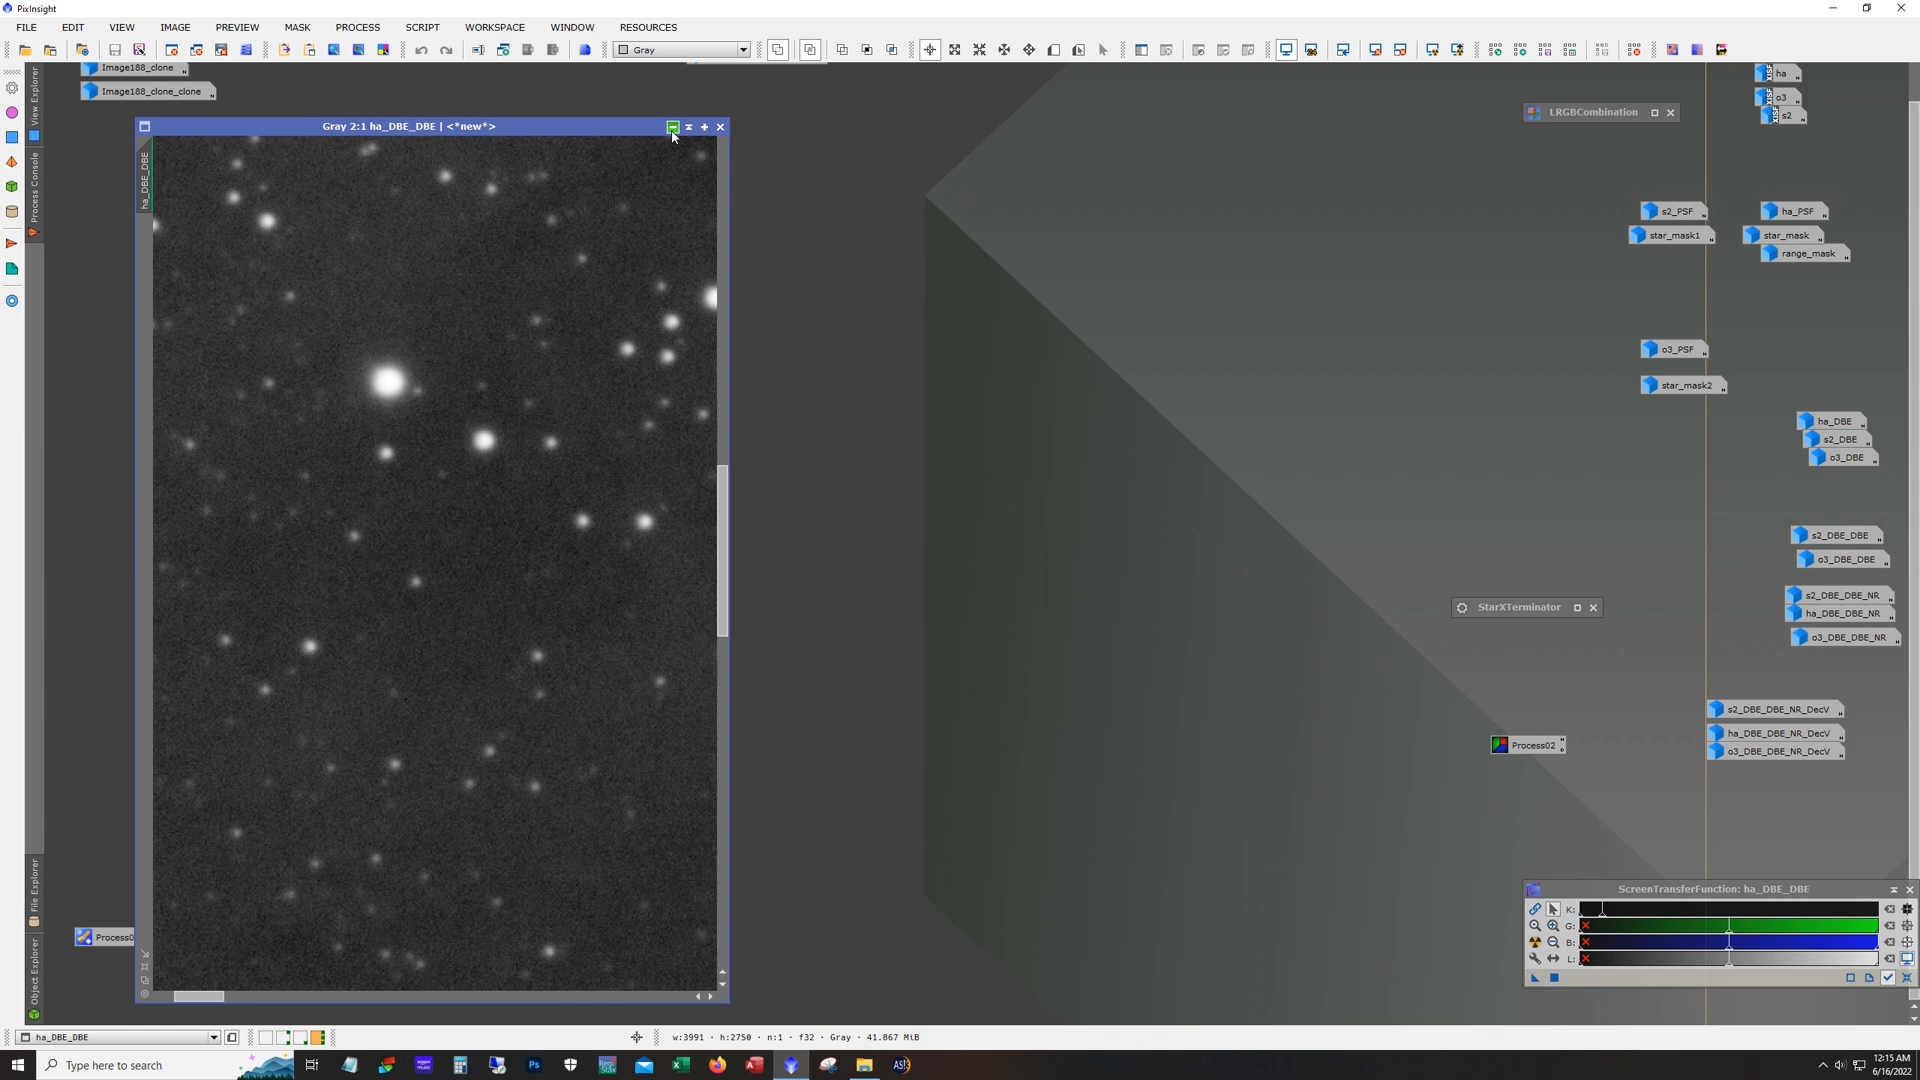 PixInsight
FILE EDIT VIEW IMAGE PREVIEW MASK PROCESS SCRIPT WORKSPACE WINDOW RESOURCES
Gray
Image188_clone
Image188_clone_clone
Gray 2:1 ha_DBE_DBE | <*new*>
ha_DBE_DBE
View Explorer
Process Console
File Explorer
Object Explorer
LRGBCombination
ha
o3
s2
s2_PSF
ha_PSF
star_mask1
star_mask
range_mask
o3_PSF
star_mask2
ha_DBE
s2_DBE
o3_DBE
s2_DBE_DBE
o3_DBE_DBE
s2_DBE_DBE_NR
ha_DBE_DBE_NR
o3_DBE_DBE_NR
StarXTerminator
s2_DBE_DBE_NR_DecV
ha_DBE_DBE_NR_DecV
o3_DBE_DBE_NR_DecV
Process02
ScreenTransferFunction: ha_DBE_DBE
K:
G:
B:
L:
ha_DBE_DBE
w:3991 · h:2750 · n:1 · f32 · Gray · 41.867 MiB
Type here to search
12:15 AM
6/16/2022